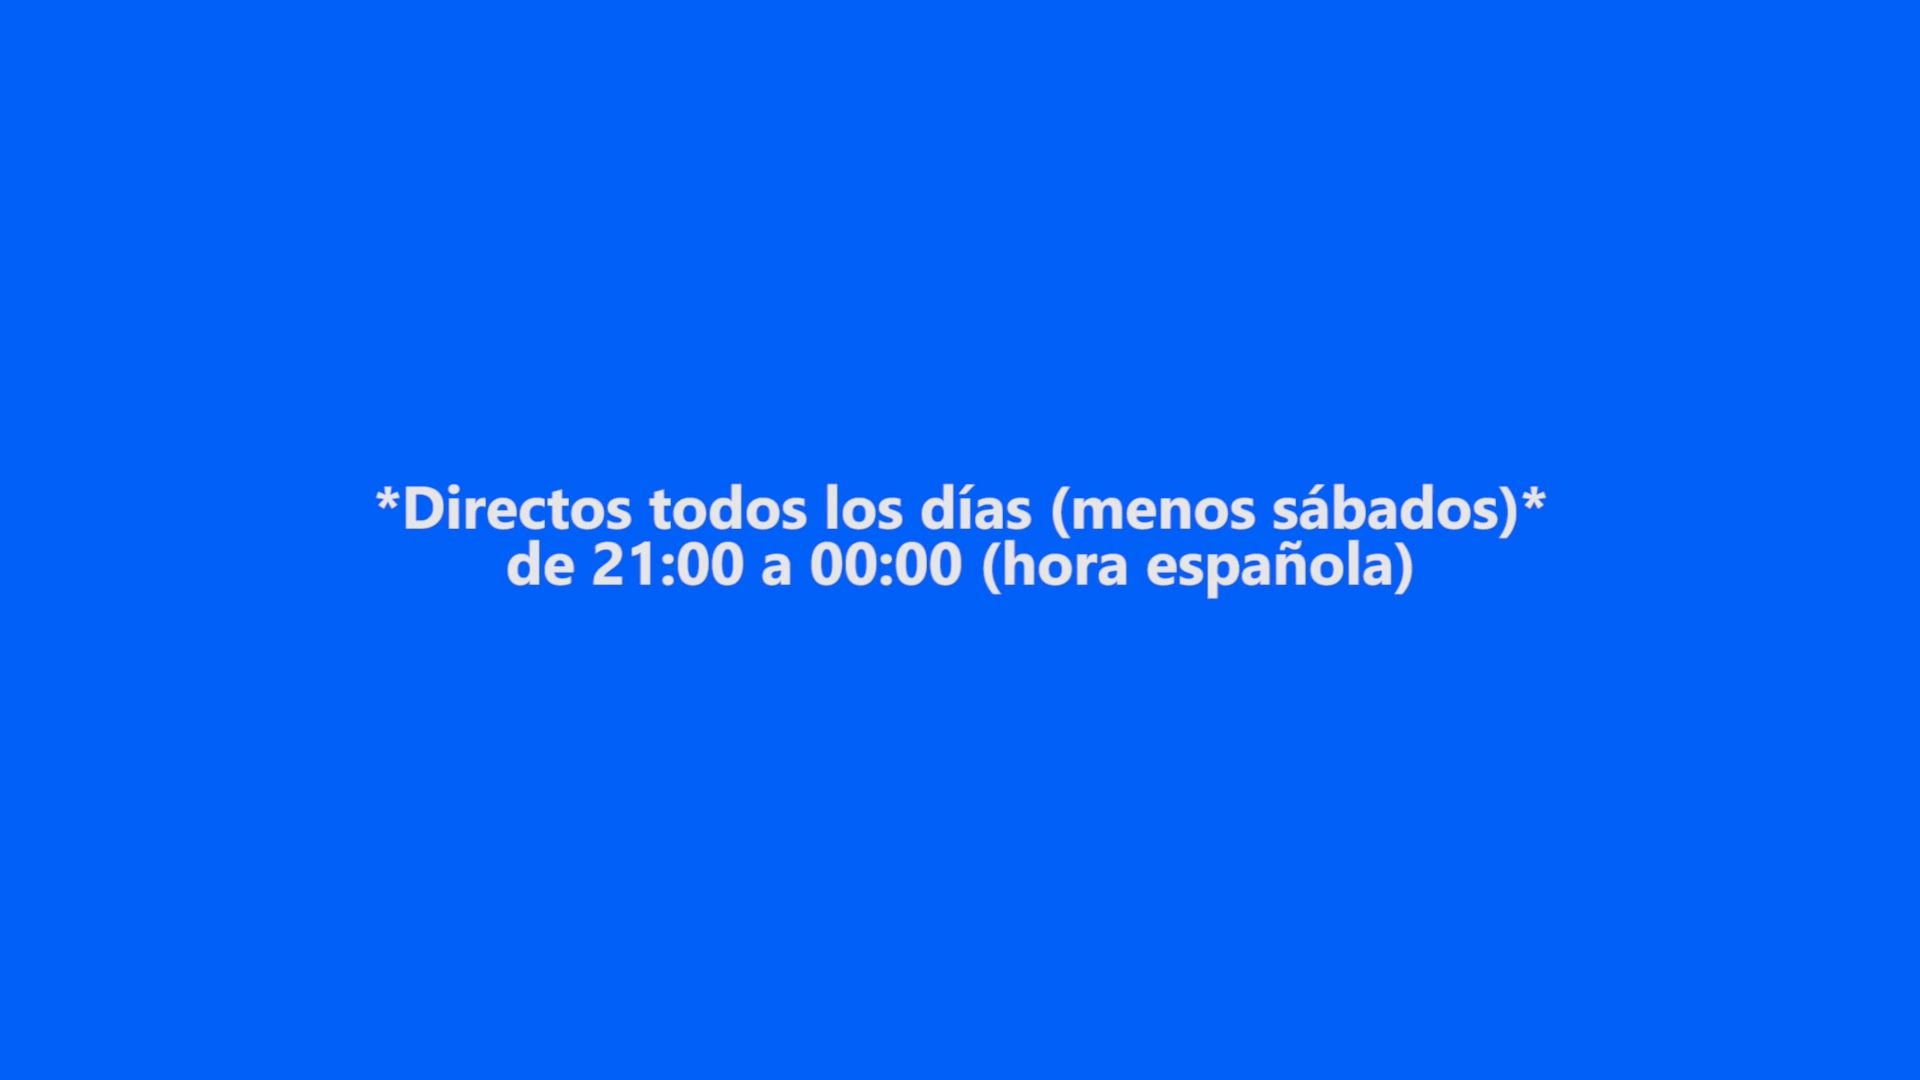 *Directos todos los días (menos sábados)*
de 21:00 a 00:00 (hora española)